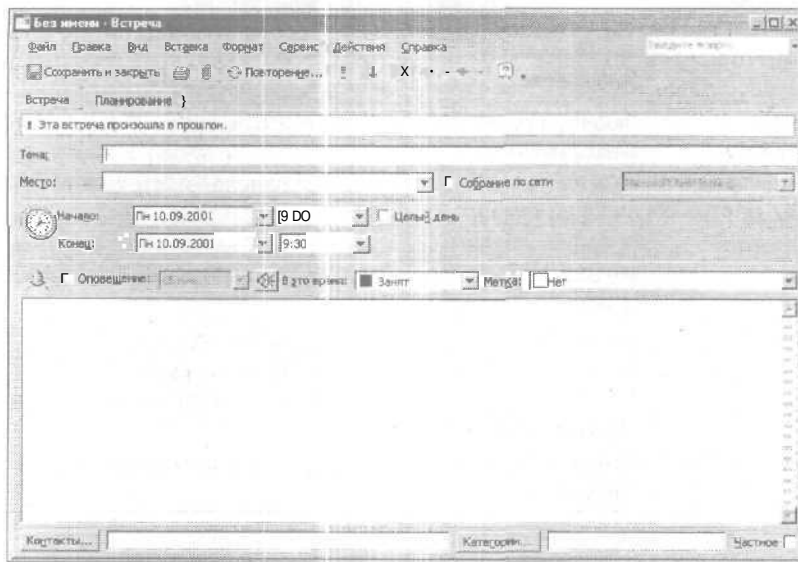 Без имени - Встреча
Файл Правка Вид Вставка Формат Сервис Действия Справка
Сохранить и закрыть Повторение... ! X
Встреча Планирование }
Эта встреча произошла в прошлом.
Тема:
Место: Г Собрание по сети
Начало: Пн 10.09.2001 [9 DO Целый день
Конец: Пн 10.09.2001 9:30
Г Оповещение: В это время: Занят Метка: Нет
Контакты... Категории... Частное